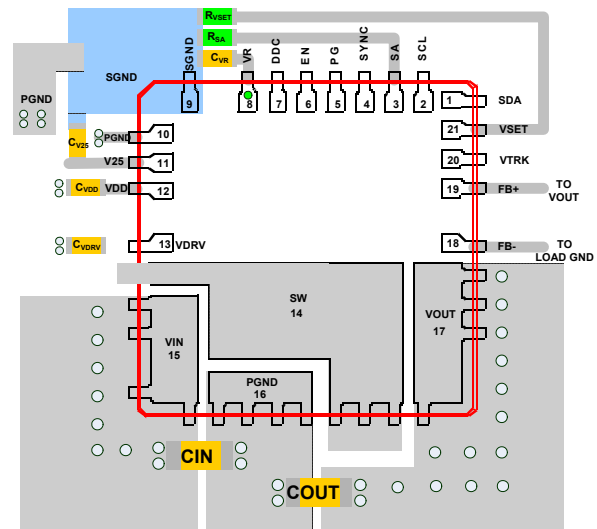 RVSET
RSA
CVR
SGND
PGND
SGND
VR
DDC
EN
PG
SYNC
SA
SCL
9
8
7
6
5
4
3
2
1
SDA
21
VSET
20
VTRK
19
FB+
TO
VOUT
18
FB-
TO
LOAD GND
PGND
10
CV25
V25
11
CVDD
VDD
12
CVDRV
13
VDRV
SW
14
VOUT
17
VIN
15
PGND
16
CIN
COUT